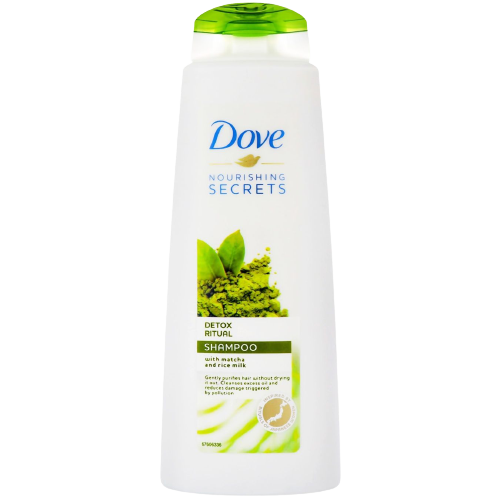 Dove
NOURISHING
SECRETS
DETOX
RITUAL
SHAMPOO
with matcha
and rice milk
Gently purifies hair without drying
it out. Cleanses excess oil and
reduces damage triggered
by pollution.
67506336